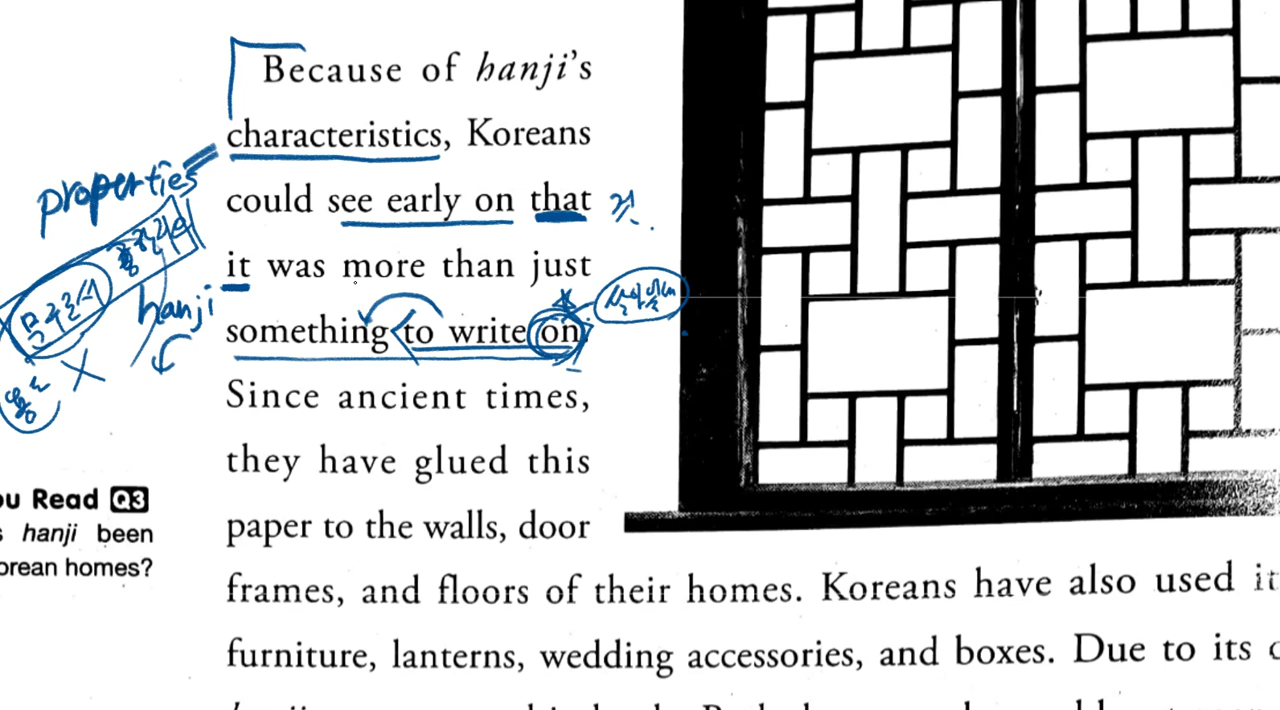 Because of hanji's
characteristics, Koreans
properties
could see early on that 것.
it was more than just
hanji
something to write on.
Since ancient times,
they have glued this
ou Read Q3
paper to the walls, door
s hanji been
orean homes?
frames, and floors of their homes. Koreans have also used it
furniture, lanterns, wedding accessories, and boxes. Due to its c